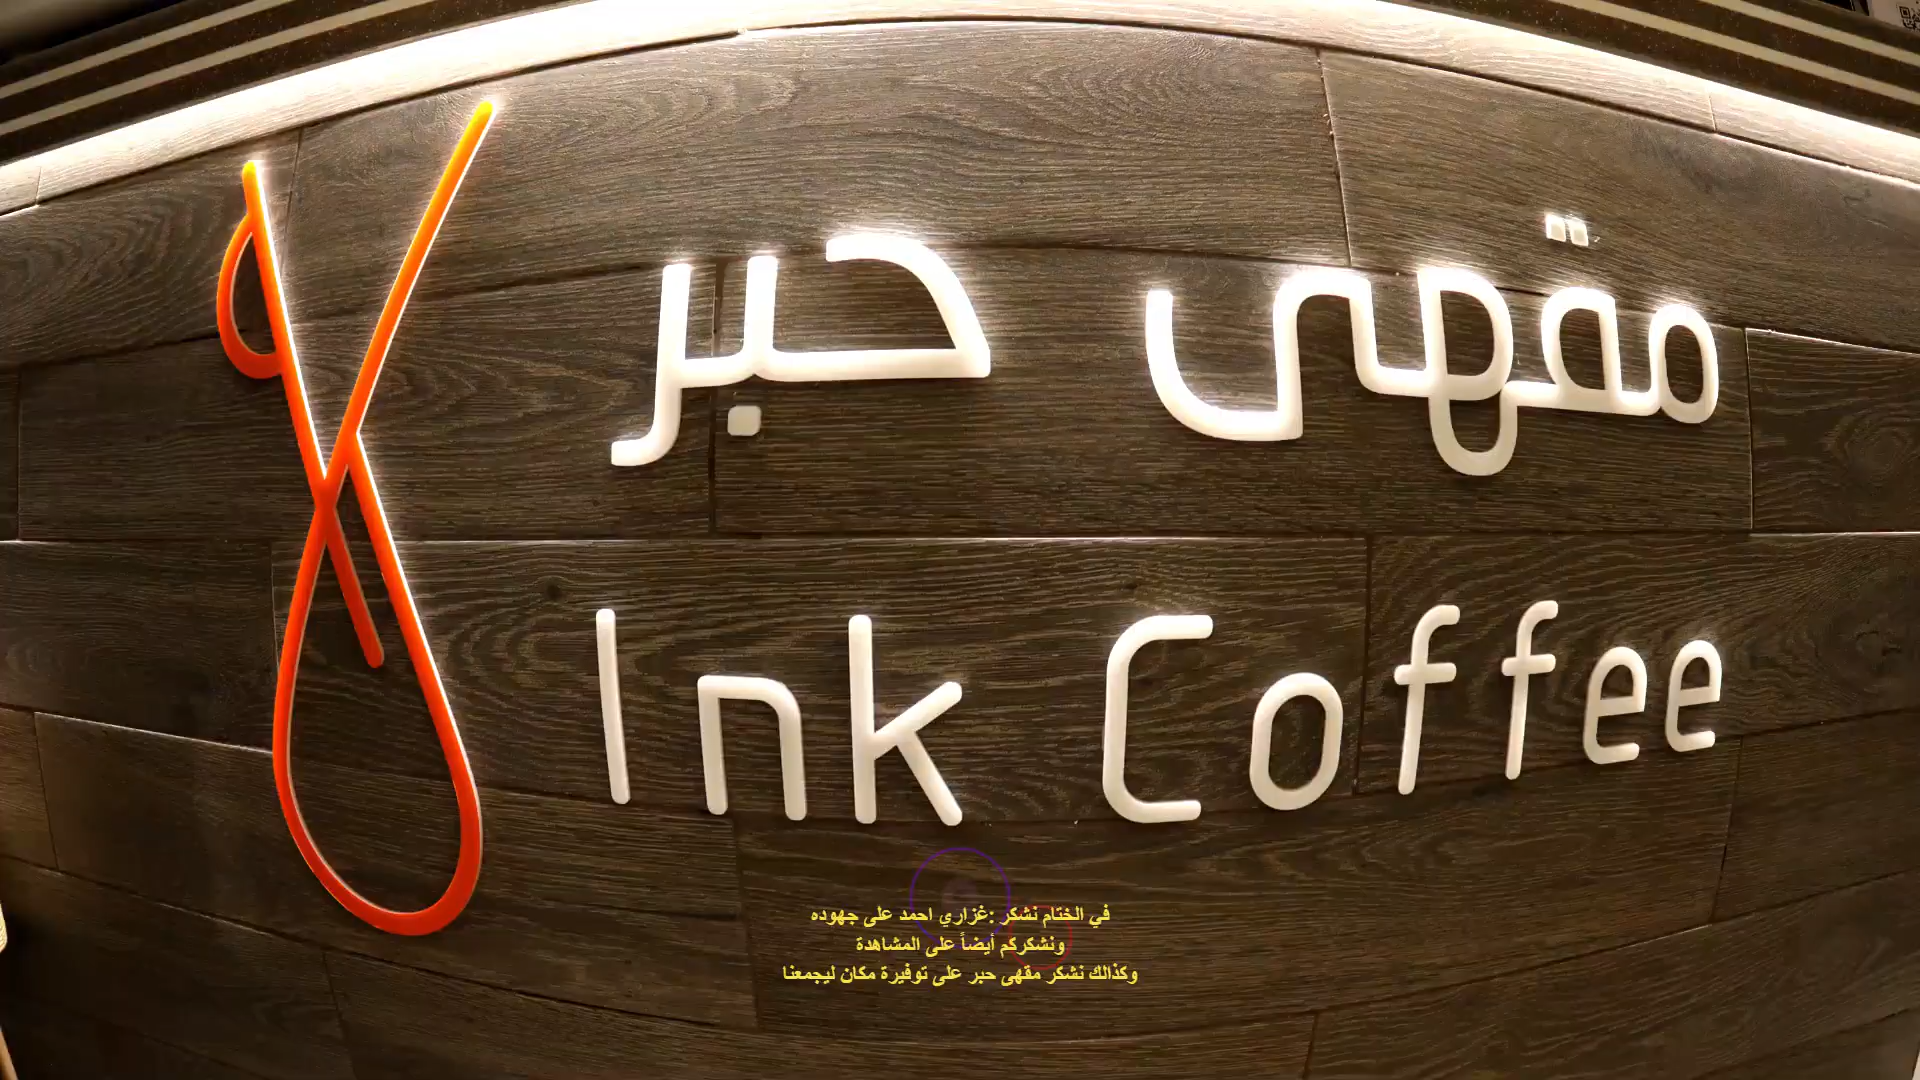 مقهى حبر
Ink Coffee
في الختام نشكر :غزاري احمد على جهوده
ونشكركم أيضاً على المشاهدة
وكذالك نشكر مقهى حبر على توفيرة مكان ليجمعنا